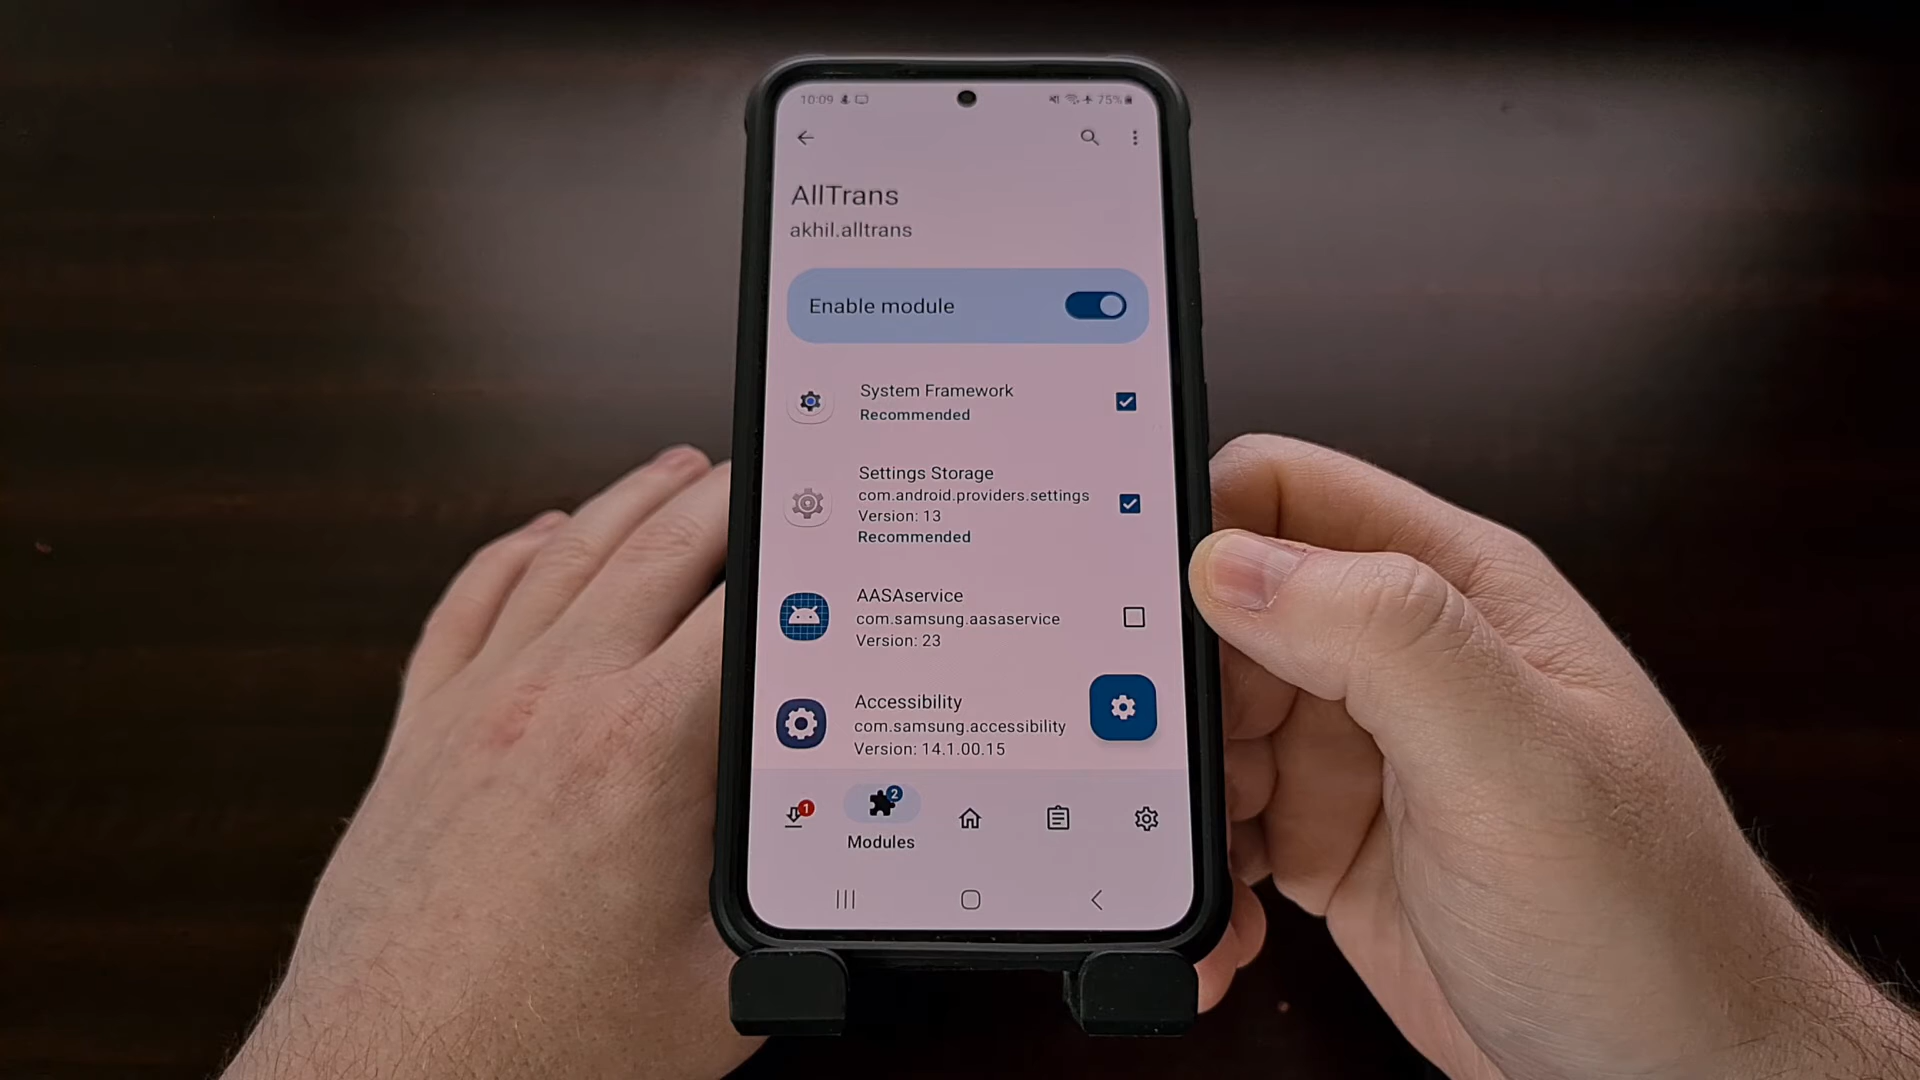 10:09
75%
AllTrans
akhil.alltrans
Enable module
System Framework
Recommended
Settings Storage
com.android.providers.settings
Version: 13
Recommended
AASAservice
com.samsung.aasaservice
Version: 23
Accessibility
com.samsung.accessibility
Version: 14.1.00.15
1
2
Modules